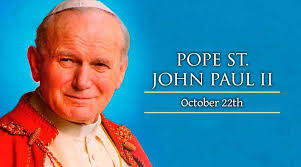 POPE ST.
JOHN PAUL II
October 22th